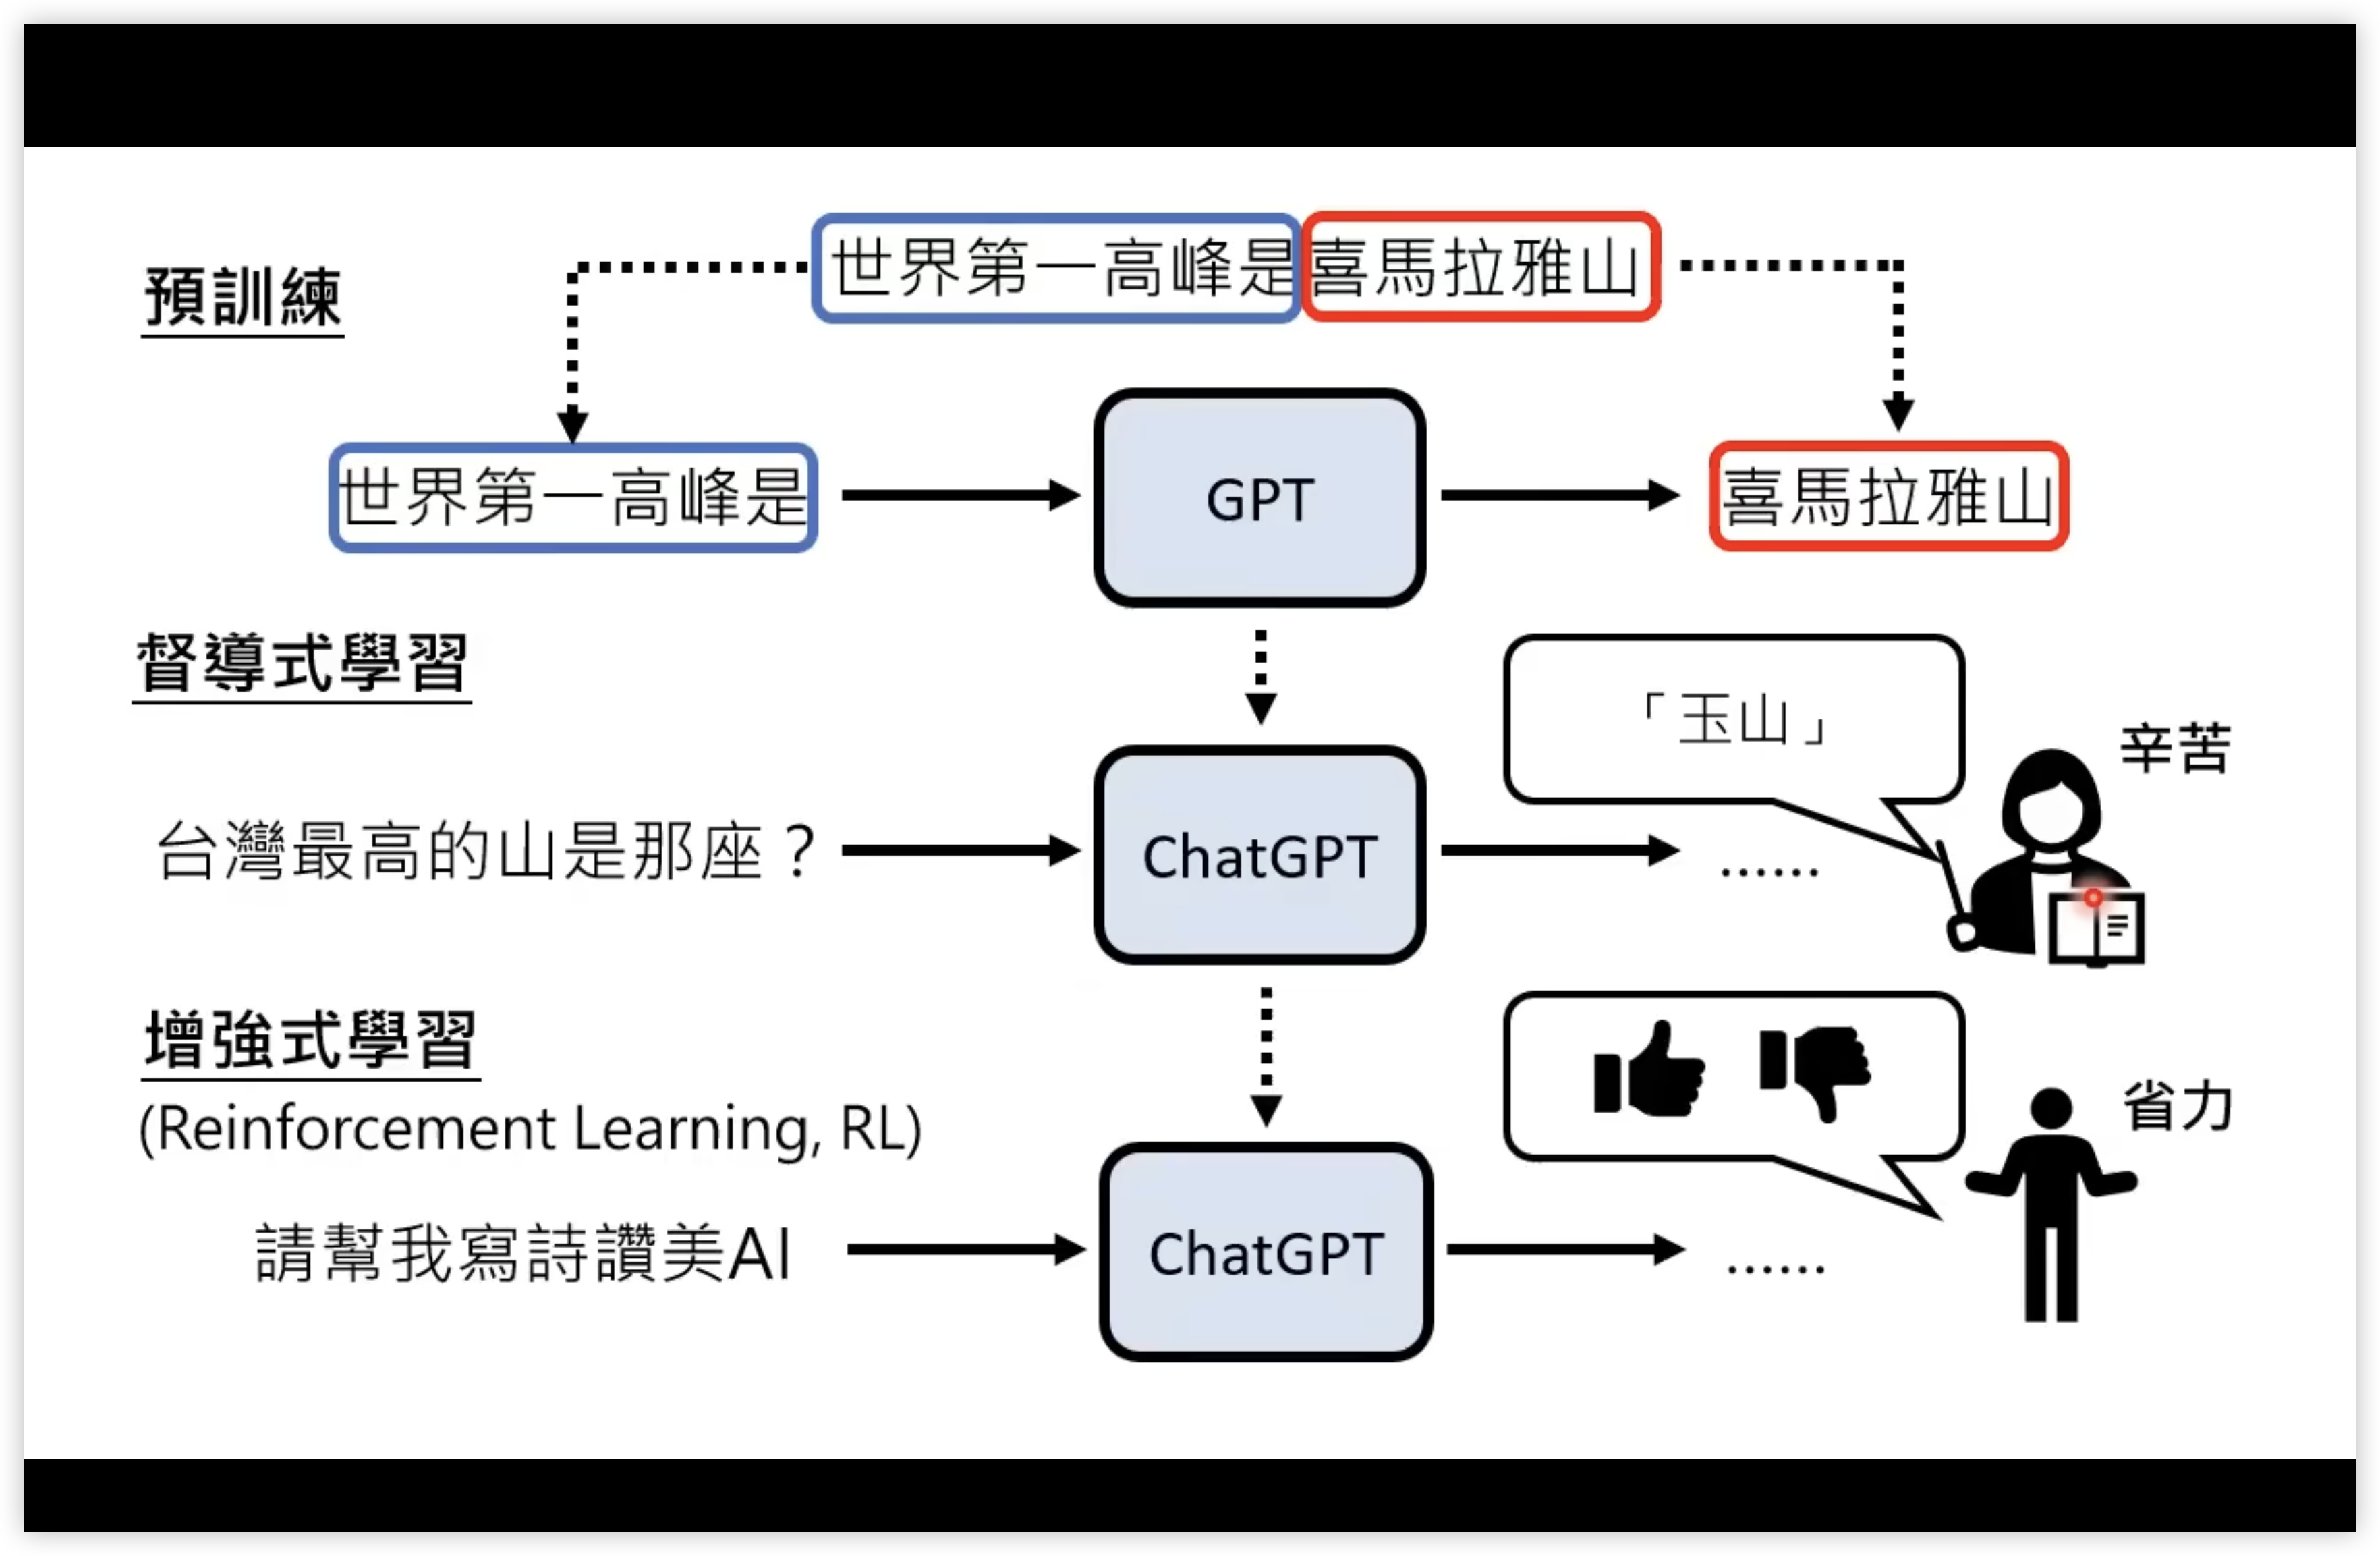 世界第一高峰是喜馬拉雅山
預訓練
世界第一高峰是
GPT
喜馬拉雅山
督導式學習
「玉山」
辛苦
台灣最高的山是那座？
ChatGPT
......
增強式學習
(Reinforcement Learning, RL)
省力
請幫我寫詩讚美AI
ChatGPT
......